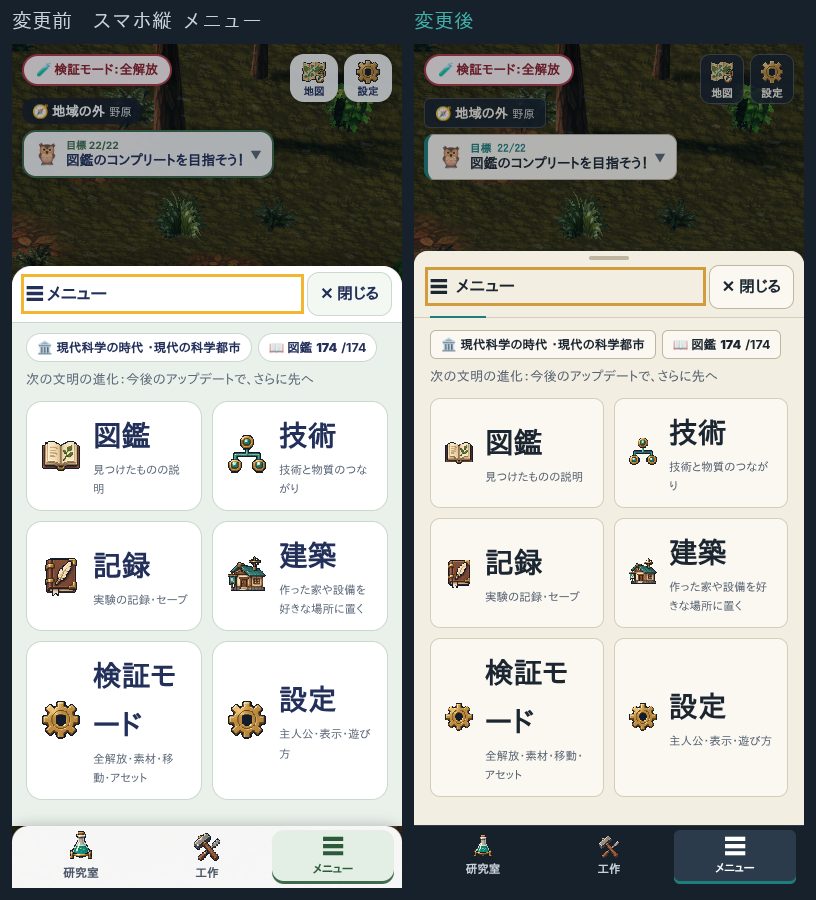 変更前　スマホ縦 メニュー
検証モード:全解放
地図
設定
地域の外 野原
目標 22/22
図鑑のコンプリートを目指そう! ▼
☰ メニュー
✕ 閉じる
現代科学の時代 ·現代の科学都市
図鑑 174 /174
次の文明の進化:今後のアップデートで、さらに先へ
図鑑
見つけたものの説
明
技術
技術と物質のつな
がり
記録
実験の記録·セーブ
建築
作った家や設備を
好きな場所に置く
検証モ
ード
全解放·素材·移
動·アセット
設定
主人公·表示·遊び
方
研究室
工作
メニュー
変更後
検証モード:全解放
地図
設定
地域の外 野原
目標 22/22
図鑑のコンプリートを目指そう! ▼
☰ メニュー
✕ 閉じる
現代科学の時代 ·現代の科学都市
図鑑 174 /174
次の文明の進化:今後のアップデートで、さらに先へ
図鑑
見つけたものの説明
技術
技術と物質のつなが
り
記録
実験の記録·セーブ
建築
作った家や設備を好
きな場所に置く
検証モ
ード
全解放·素材·移動·
アセット
設定
主人公·表示·遊び方
研究室
工作
メニュー